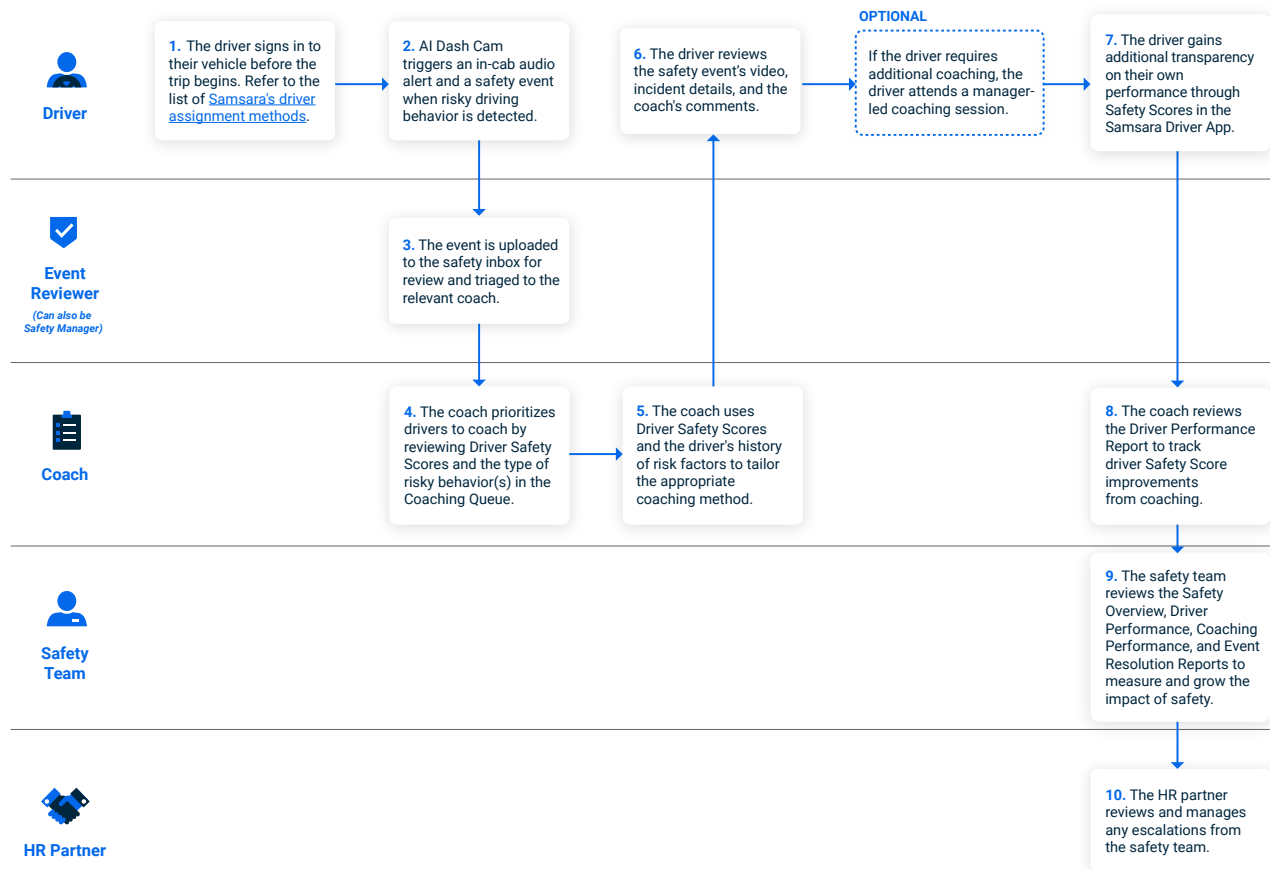 Driver
1. The driver signs in to
their vehicle before the
trip begins. Refer to the
list of Samsara's driver
assignment methods.
2. AI Dash Cam
triggers an in-cab audio
alert and a safety event
when risky driving
behavior is detected.
6. The driver reviews
the safety event's video,
incident details, and the
coach's comments.
OPTIONAL
If the driver requires
additional coaching, the
driver attends a manager-
led coaching session.
7. The driver gains
additional transparency
on their own
performance through
Safety Scores in the
Samsara Driver App.
Event
Reviewer
(Can also be
Safety Manager)
3. The event is uploaded
to the safety inbox for
review and triaged to the
relevant coach.
Coach
4. The coach prioritizes
drivers to coach by
reviewing Driver Safety
Scores and the type of
risky behavior(s) in the
Coaching Queue.
5. The coach uses
Driver Safety Scores
and the driver's history
of risk factors to tailor
the appropriate
coaching method.
8. The coach reviews
the Driver Performance
Report to track
driver Safety Score
improvements
from coaching.
Safety
Team
9. The safety team
reviews the Safety
Overview, Driver
Performance, Coaching
Performance, and Event
Resolution Reports to
measure and grow the
impact of safety.
HR Partner
10. The HR partner
reviews and manages
any escalations from
the safety team.